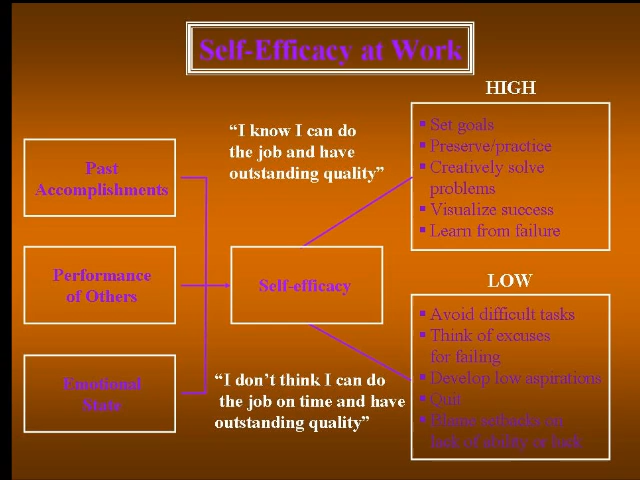 Self-Efficacy at Work
HIGH
“I know I can do
the job and have
outstanding quality”
▪ Set goals
▪ Preserve/practice
▪ Creatively solve
problems
▪ Visualize success
▪ Learn from failure
Past
Accomplishments
Performance
of Others
Self-efficacy
Emotional
State
LOW
“I don’t think I can do
the job on time and have
outstanding quality”
▪ Avoid difficult tasks
▪ Think of excuses
for failing
▪ Develop low aspirations
▪ Quit
▪ Blame setbacks on
lack of ability or luck